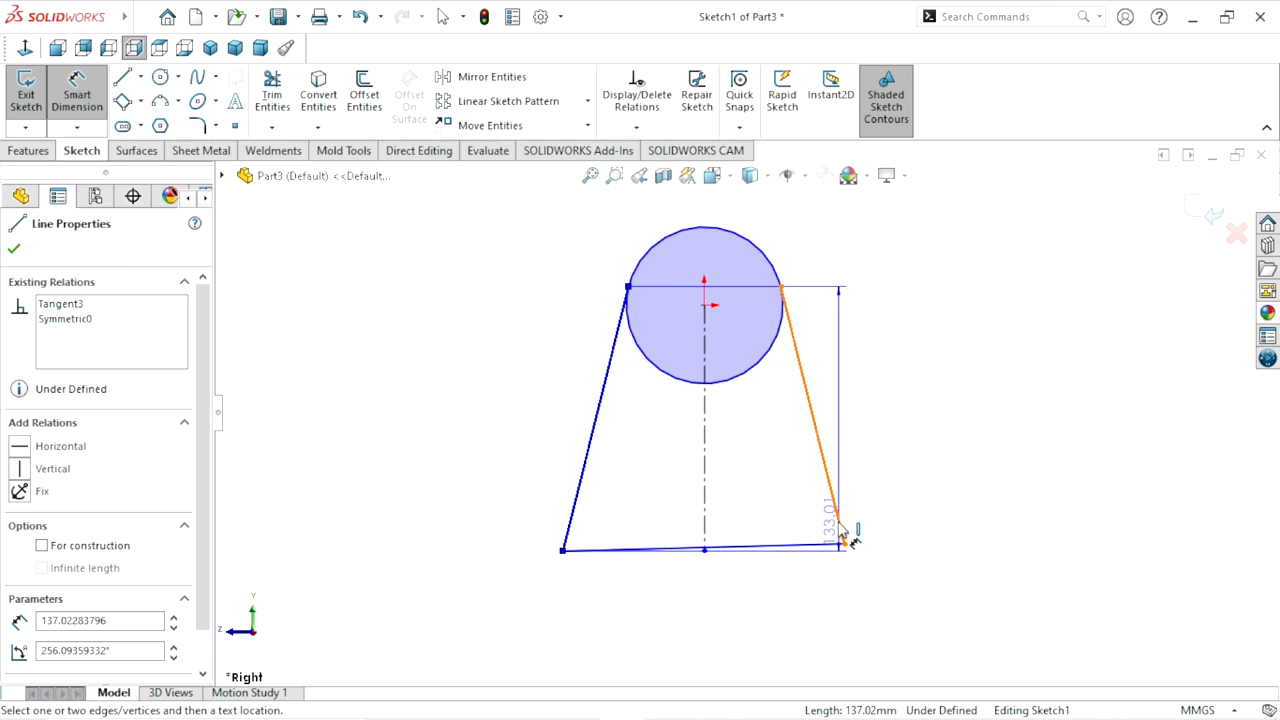 SOLIDWORKS
Sketch1 of Part3 *
Search Commands
Exit Sketch
Smart Dimension
Trim Entities
Convert Entities
Offset Entities
Offset On Surface
Mirror Entities
Linear Sketch Pattern
Move Entities
Display/Delete Relations
Repair Sketch
Quick Snaps
Rapid Sketch
Instant2D
Shaded Sketch Contours
Features
Sketch
Surfaces
Sheet Metal
Weldments
Mold Tools
Direct Editing
Evaluate
SOLIDWORKS Add-Ins
SOLIDWORKS CAM
Part3 (Default) <<Default...
Line Properties
Existing Relations
Tangent3
Symmetric0
Under Defined
Add Relations
Horizontal
Vertical
Fix
Options
For construction
Infinite length
Parameters
137.02283796
256.09359332°
133.01
Y
Z
*Right
Model
3D Views
Motion Study 1
Select one or two edges/vertices and then a text location.
Length: 137.02mm
Under Defined
Editing Sketch1
MMGS